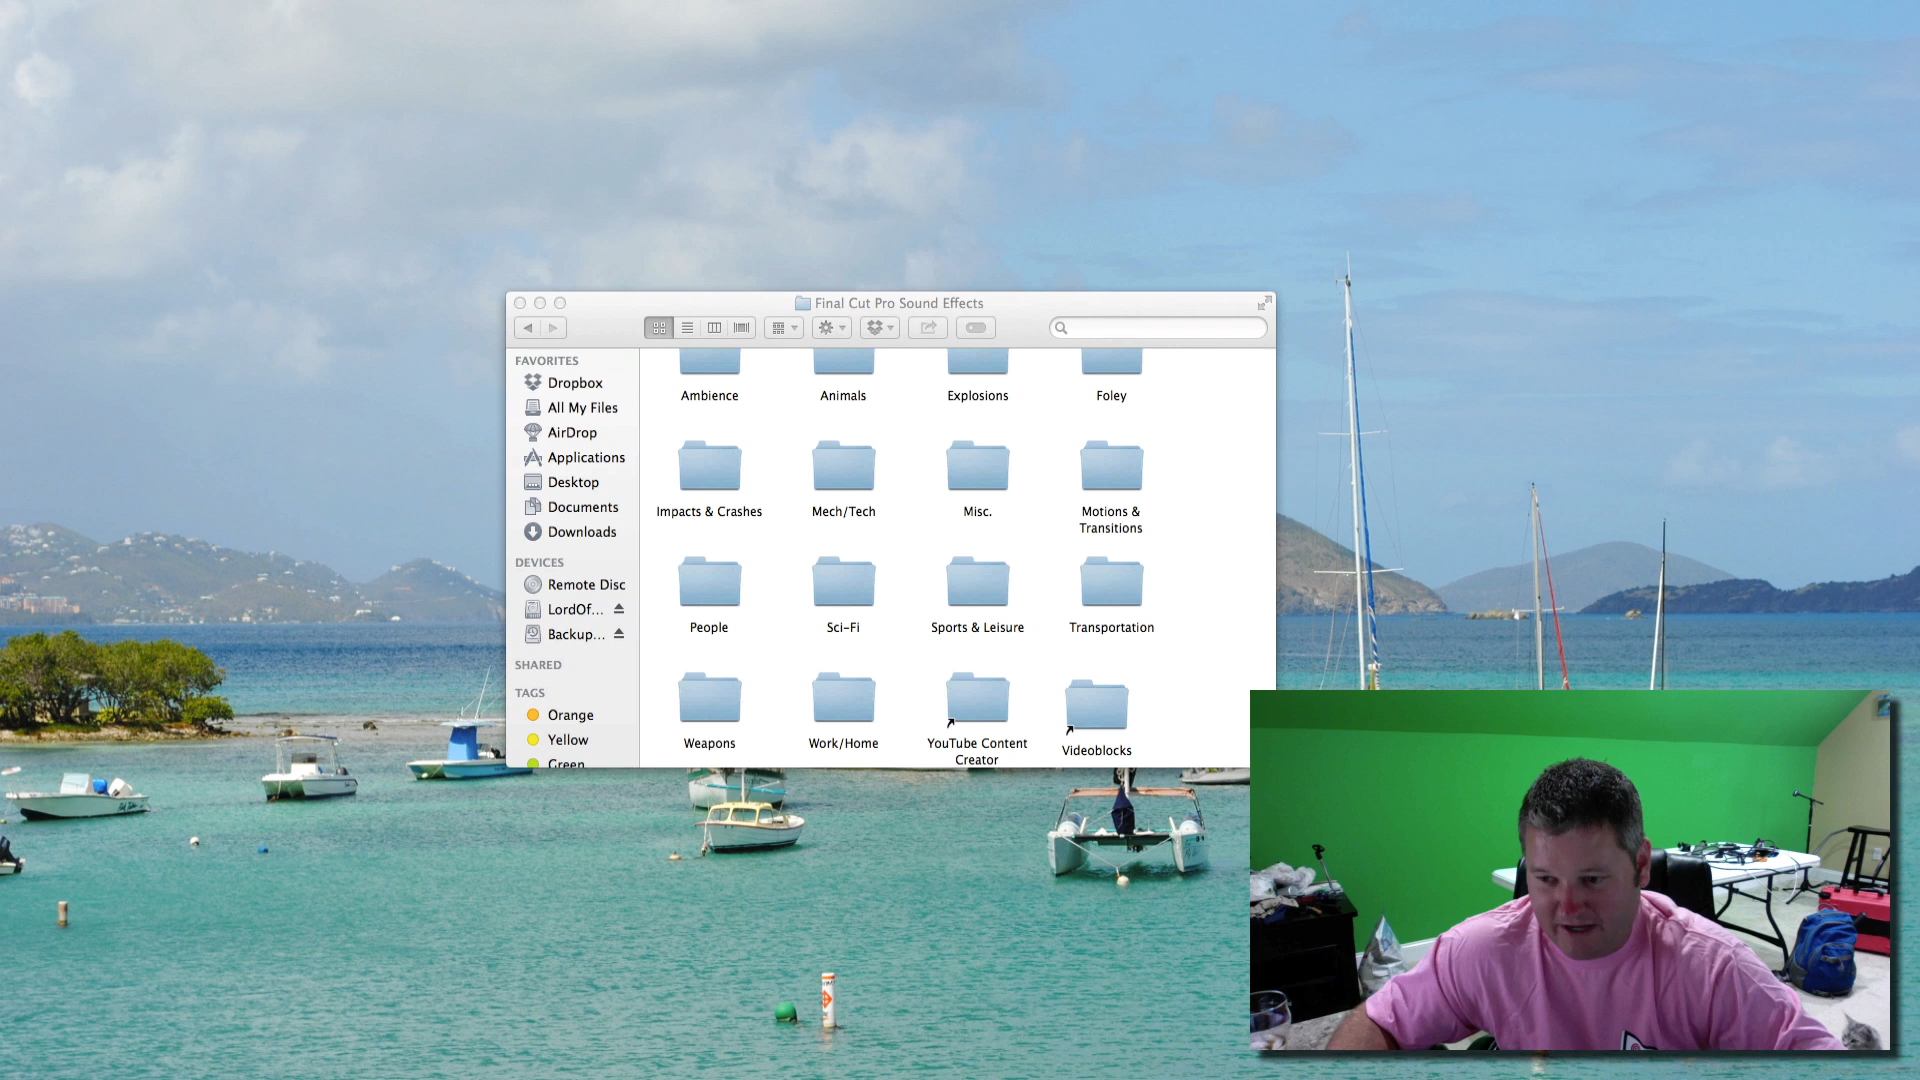 Final Cut Pro Sound Effects
FAVORITES
Dropbox
All My Files
AirDrop
Applications
Desktop
Documents
Downloads
DEVICES
Remote Disc
LordOf...
Backup...
SHARED
TAGS
Orange
Yellow
Green
Ambience
Animals
Explosions
Foley
Impacts & Crashes
Mech/Tech
Misc.
Motions &
Transitions
People
Sci-Fi
Sports & Leisure
Transportation
Weapons
Work/Home
YouTube Content
Creator
Videoblocks